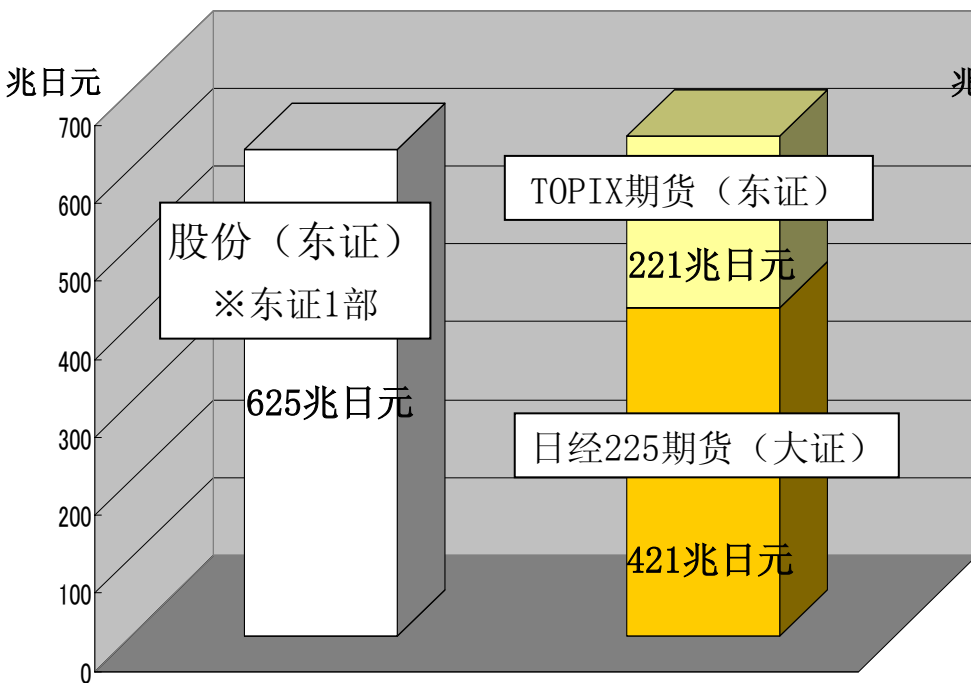 兆日元
兆
700
600
500
400
300
200
100
0
股份（东证）
※东证1部
625兆日元
TOPIX期货（东证）
221兆日元
日经225期货（大证）
421兆日元